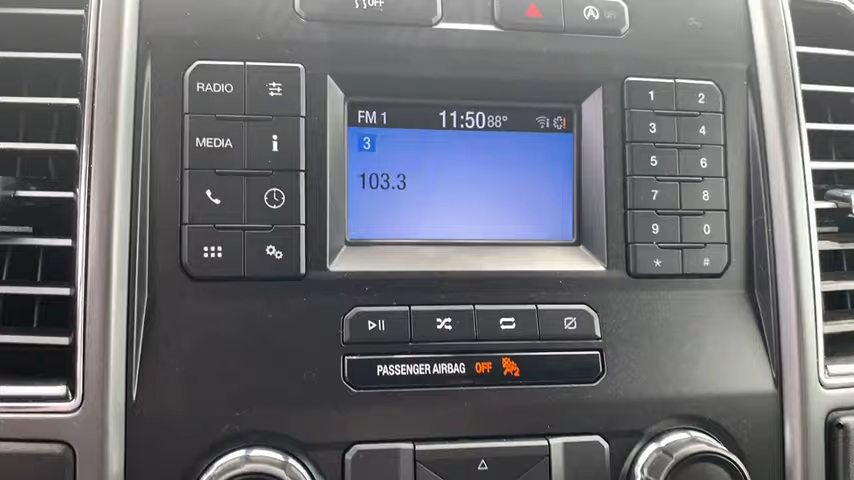 OFF
A OFF
RADIO
MEDIA
i
FM 1 11:50 88°
3
103.3
1 2
3 4
5 6
7 8
9 0
* #
PASSENGER AIRBAG OFF